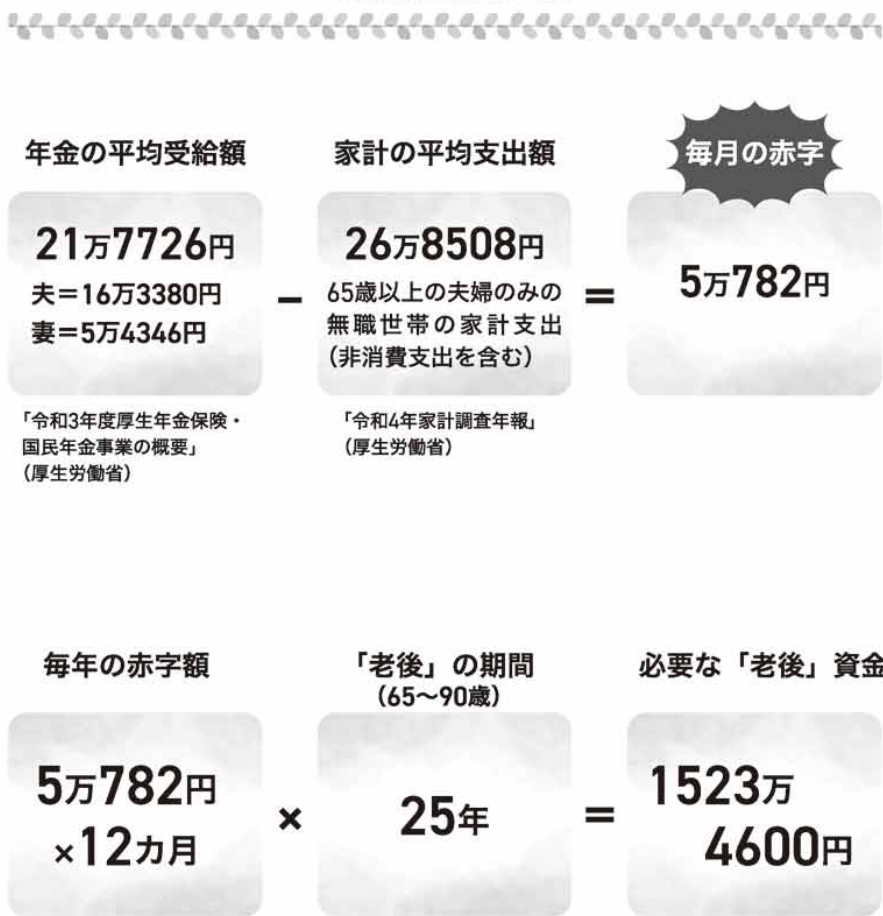 年金の平均受給額
21万7726円
夫＝16万3380円
妻＝5万4346円
「令和3年度厚生年金保険・
国民年金事業の概要」
（厚生労働省）
−
家計の平均支出額
26万8508円
65歳以上の夫婦のみの
無職世帯の家計支出
（非消費支出を含む）
「令和4年家計調査年報」
（厚生労働省）
＝
毎月の赤字
5万782円
毎年の赤字額
5万782円
×12カ月
×
「老後」の期間
（65〜90歳）
25年
＝
必要な「老後」資金
1523万
4600円